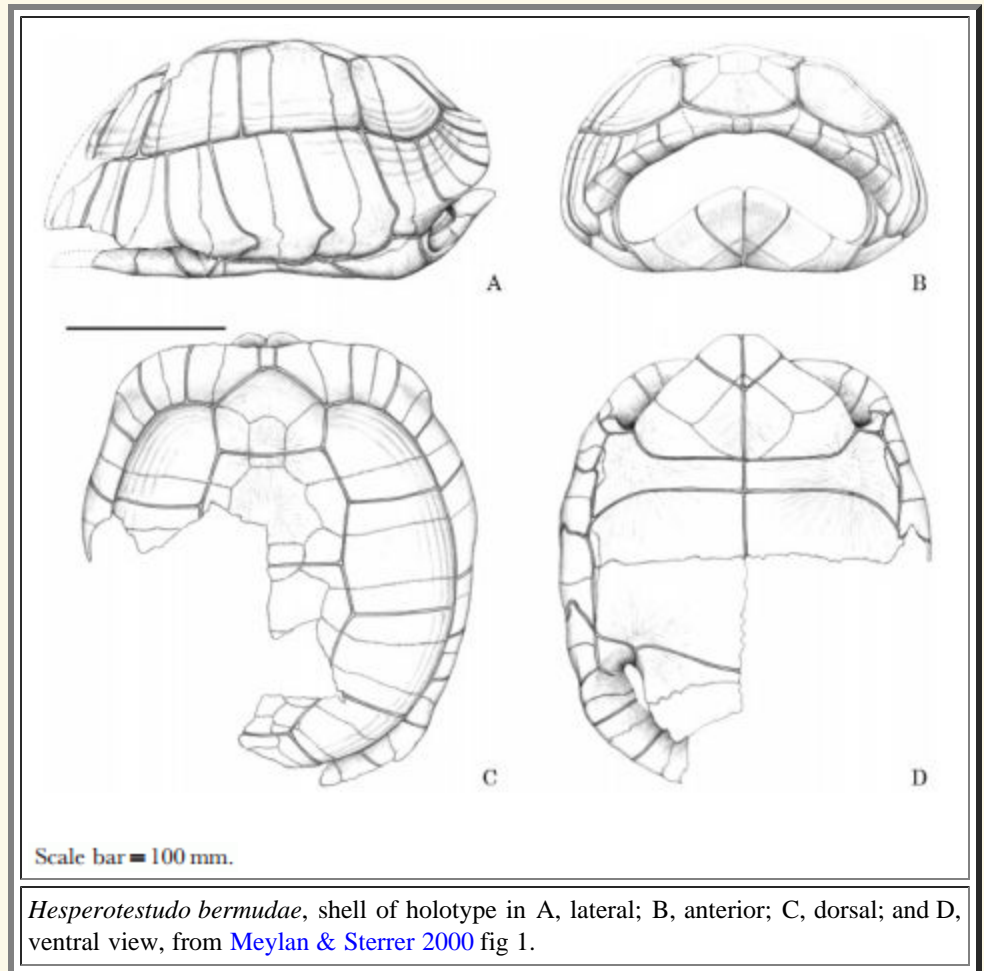 A
B
C
D
Scale bar = 100 mm.
Hesperotestudo bermudae, shell of holotype in A, lateral; B, anterior; C, dorsal; and D,
ventral view, from Meylan & Sterrer 2000 fig 1.